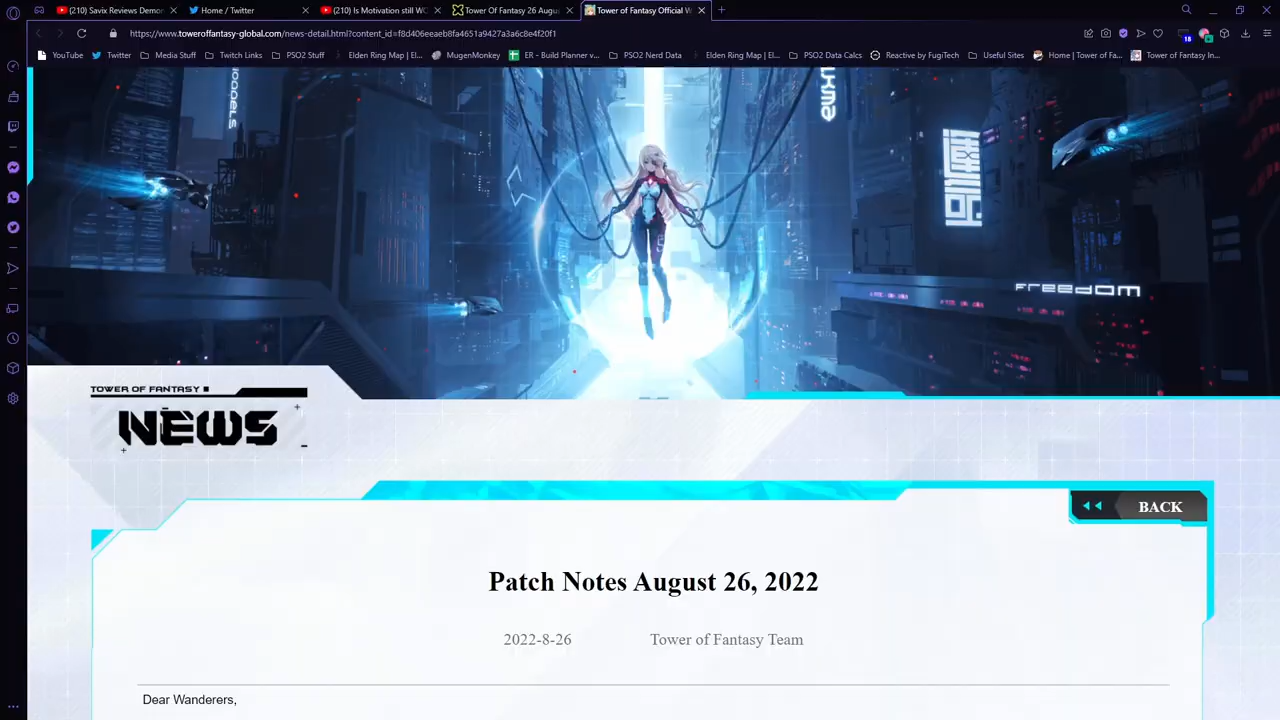 (210) Savix Reviews Demon
Home / Twitter
(210) Is Motivation still WO
Tower Of Fantasy 26 Augu
Tower of Fantasy Official W
https://www.toweroffantasy-global.com/news-detail.html?content_id=f8d406eeaeb8fa4651a9427a3a6c8e4f20f1
18
YouTube
Twitter
Media Stuff
Twitch Links
PSO2 Stuff
Elden Ring Map | El...
MugenMonkey
ER - Build Planner v...
PSO2 Nerd Data
Elden Ring Map | El...
PSO2 Data Calcs
Reactive by FugiTech
Useful Sites
Home | Tower of Fa...
Tower of Fantasy In...
FREEDOM
TOWER OF FANTASY
NEWS
BACK
Patch Notes August 26, 2022
2022-8-26
Tower of Fantasy Team
Dear Wanderers,